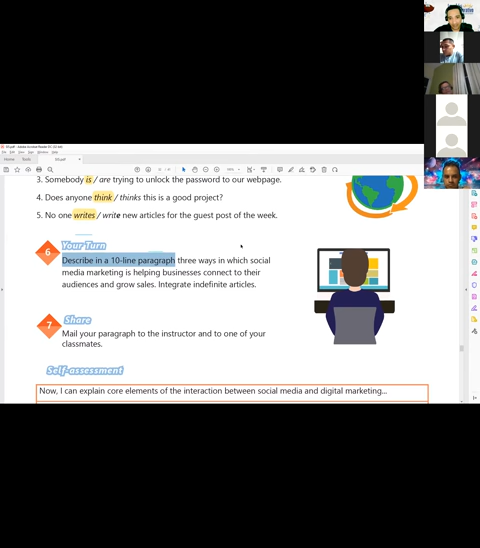 Home Tools
3. Somebody is / are trying to unlock the password to our webpage.
4. Does anyone think / thinks this is a good project?
5. No one writes / write new articles for the guest post of the week.
6 Your Turn
Describe in a 10-line paragraph three ways in which social
media marketing is helping businesses connect to their
audiences and grow sales. Integrate indefinite articles.
7 Share
Mail your paragraph to the instructor and to one of your
classmates.
Self-assessment
Now, I can explain core elements of the interaction between social media and digital marketing...